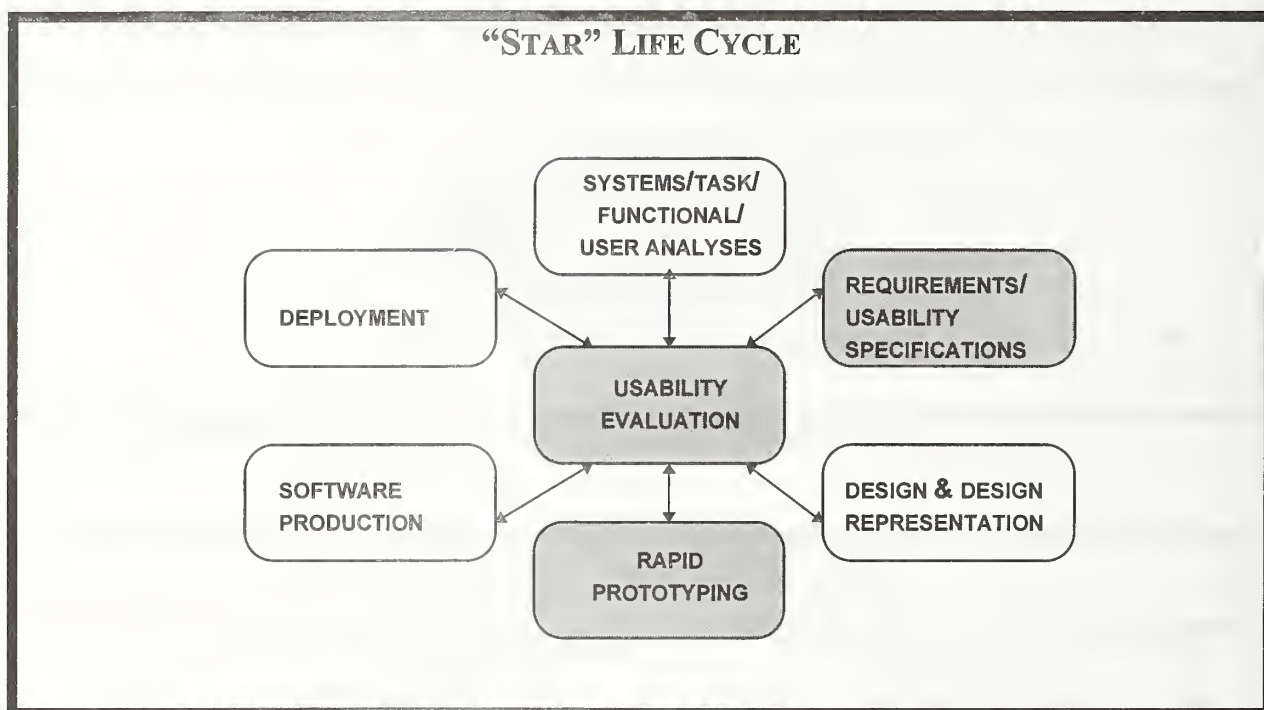 “STAR” LIFE CYCLE
SYSTEMS/TASK/
FUNCTIONAL/
USER ANALYSES
REQUIREMENTS/
USABILITY
SPECIFICATIONS
DEPLOYMENT
USABILITY
EVALUATION
SOFTWARE
PRODUCTION
DESIGN & DESIGN
REPRESENTATION
RAPID
PROTOTYPING